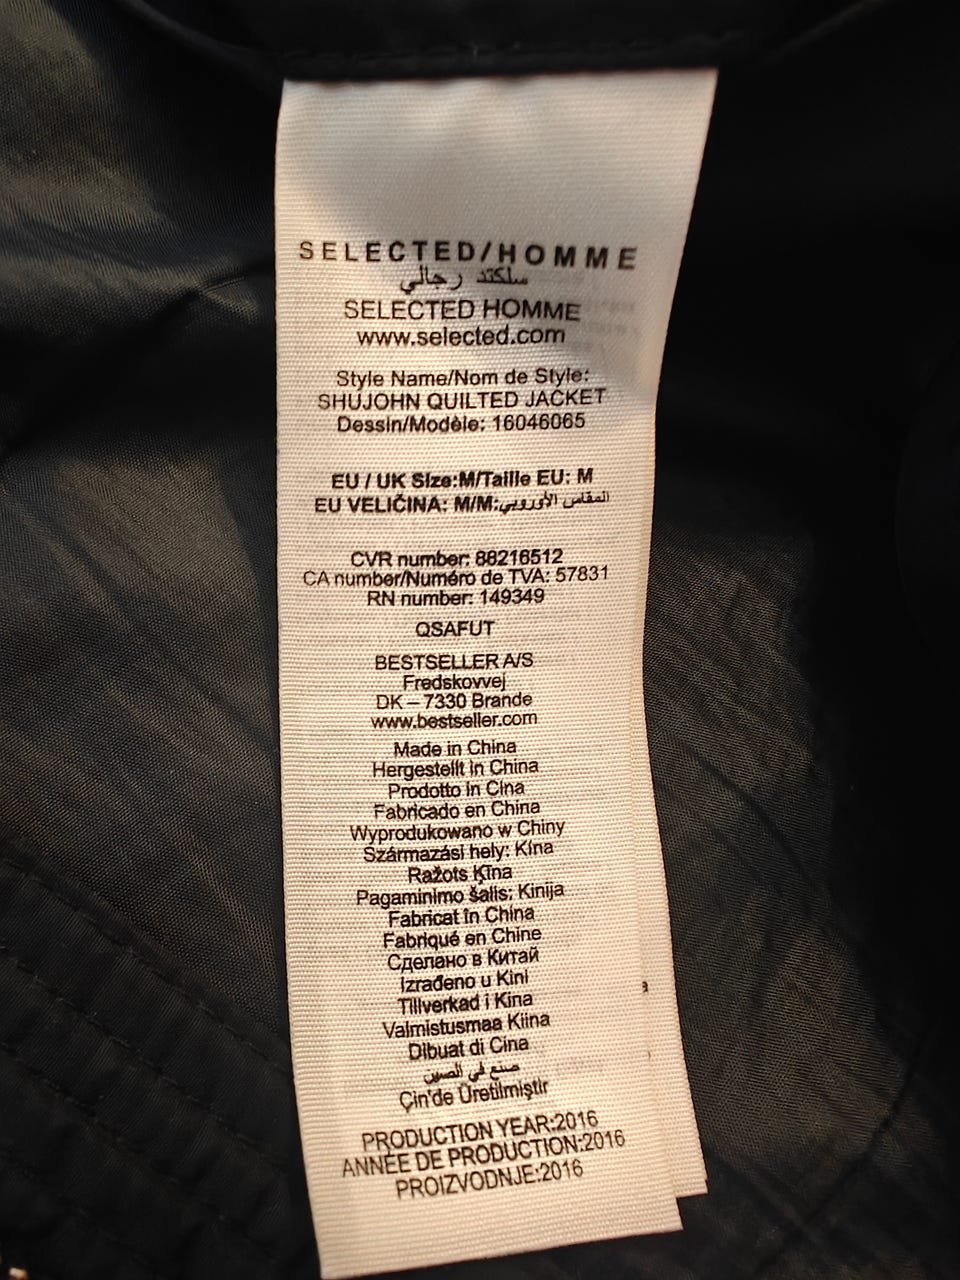 SELECTED/HOMME
سلكتد رجالي
SELECTED HOMME
www.selected.com
Style Name/Nom de Style:
SHUJOHN QUILTED JACKET
Dessin/Modèle: 16046065
EU / UK Size:M/Taille EU: M
EU VELIČINA: M/M:المقاس الأوروبي
CVR number: 88216512
CA number/Numéro de TVA: 57831
RN number: 149349
QSAFUT
BESTSELLER A/S
Fredskovvej
DK – 7330 Brande
www.bestseller.com
Made in China
Hergestellt in China
Prodotto in Cina
Fabricado en China
Wyprodukowano w Chiny
Származási hely: Kína
Ražots Ķīna
Pagaminimo šalis: Kinija
Fabricat în China
Fabriqué en Chine
Сделано в Китай
Izrađeno u Kini
Tillverkad i Kina
Valmistusmaa Kiina
Dibuat di Cina
صنع في الصين
Çin'de Üretilmiştir
PRODUCTION YEAR:2016
ANNÉE DE PRODUCTION:2016
PROIZVODNJE:2016